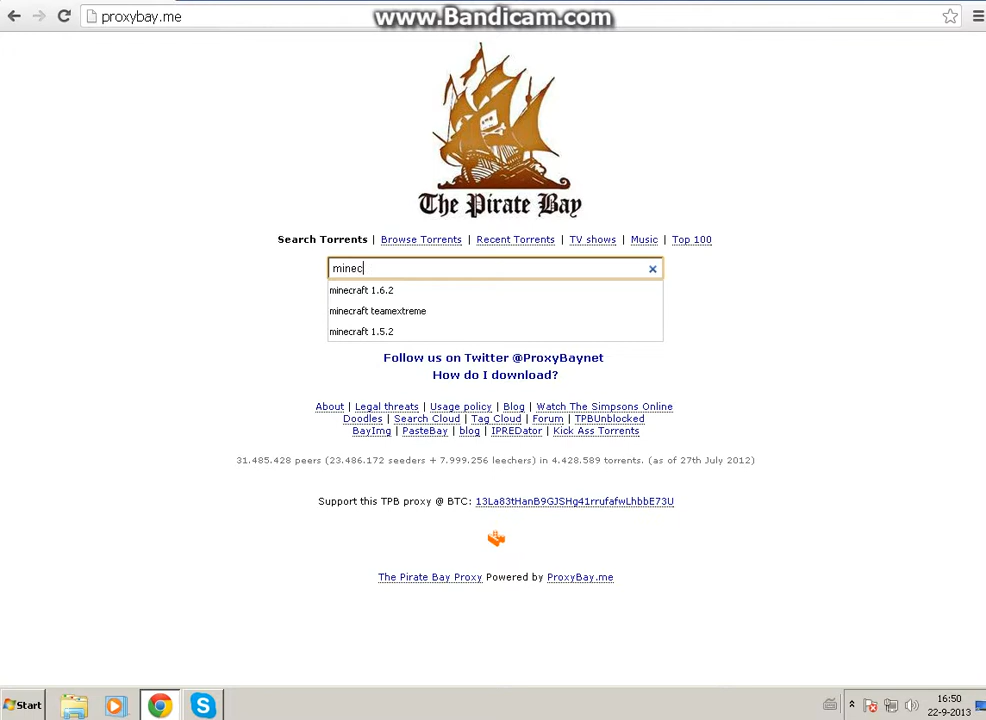 proxybay.me
www.Bandicam.com
The Pirate Bay
Search Torrents | Browse Torrents | Recent Torrents | TV shows | Music | Top 100
minec
minecraft 1.6.2
minecraft teamextreme
minecraft 1.5.2
Follow us on Twitter @ProxyBaynet
How do I download?
About | Legal threats | Usage policy | Blog | Watch The Simpsons Online
Doodles | Search Cloud | Tag Cloud | Forum | TPBUnblocked
BayImg | PasteBay | blog | IPREDator | Kick Ass Torrents
31.485.428 peers (23.486.172 seeders + 7.999.256 leechers) in 4.428.589 torrents. (as of 27th July 2012)
Support this TPB proxy @ BTC: 13La83tHanB9GJSHg41rrufafwLhbbE73U
The Pirate Bay Proxy Powered by ProxyBay.me
Start
16:50
22-9-2013